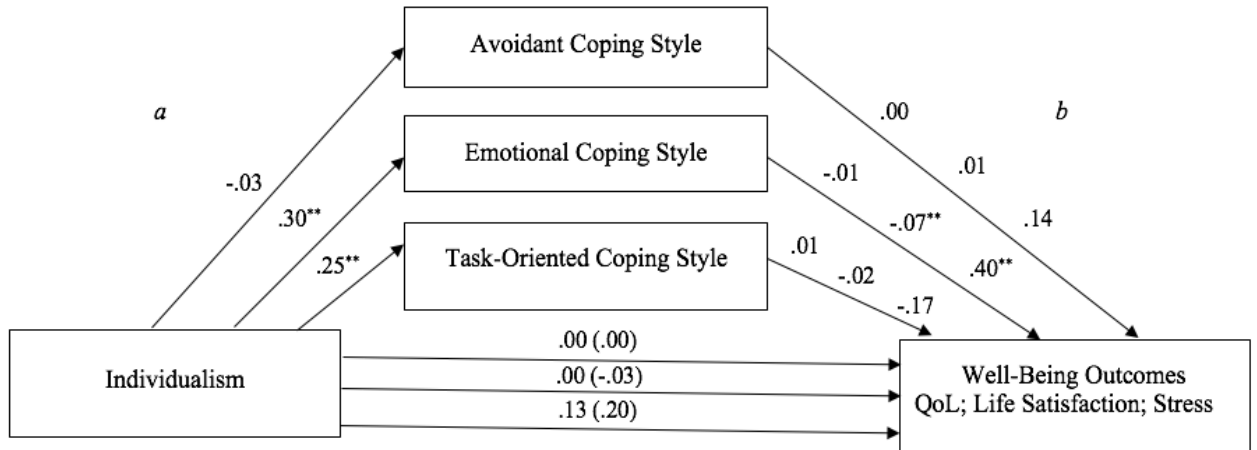 Avoidant Coping Style
a
.00
b
Emotional Coping Style
-.03
-.01
.01
.30**
-.07**
.14
Task-Oriented Coping Style
.25**
.01
-.02
.40**
-.17
Individualism
.00 (.00)
.00 (-.03)
.13 (.20)
Well-Being Outcomes
QoL; Life Satisfaction; Stress